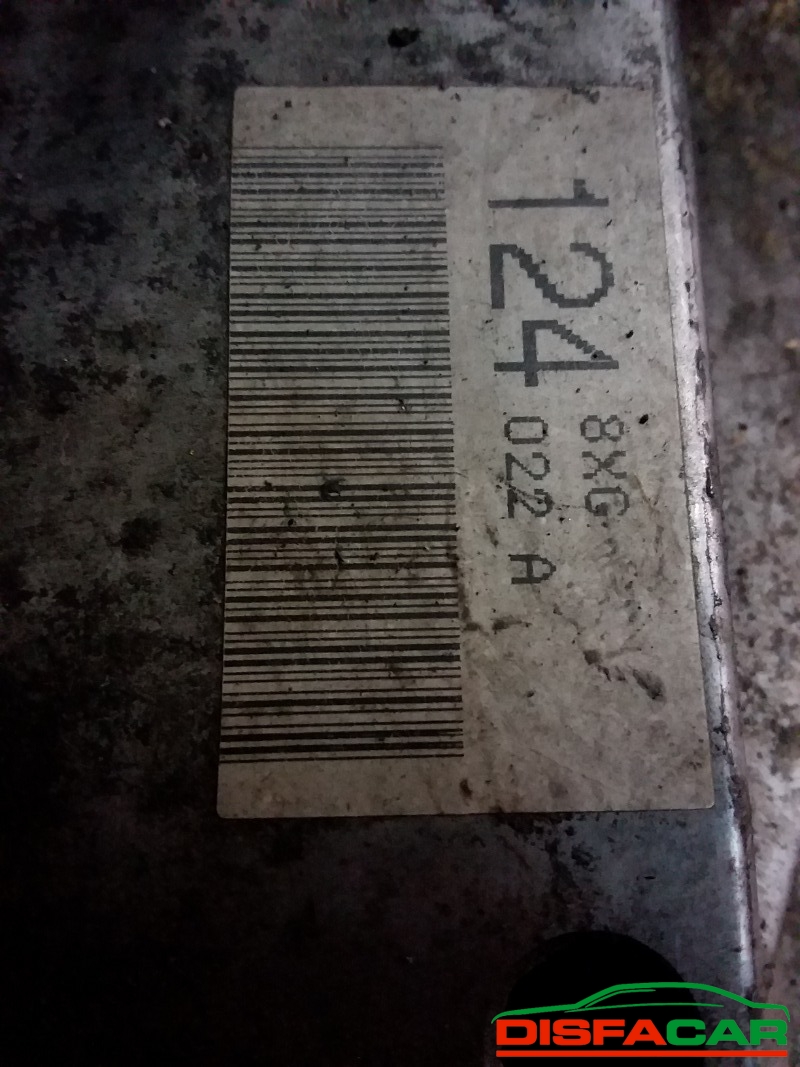 124
8XG
022 A
DISFACAR